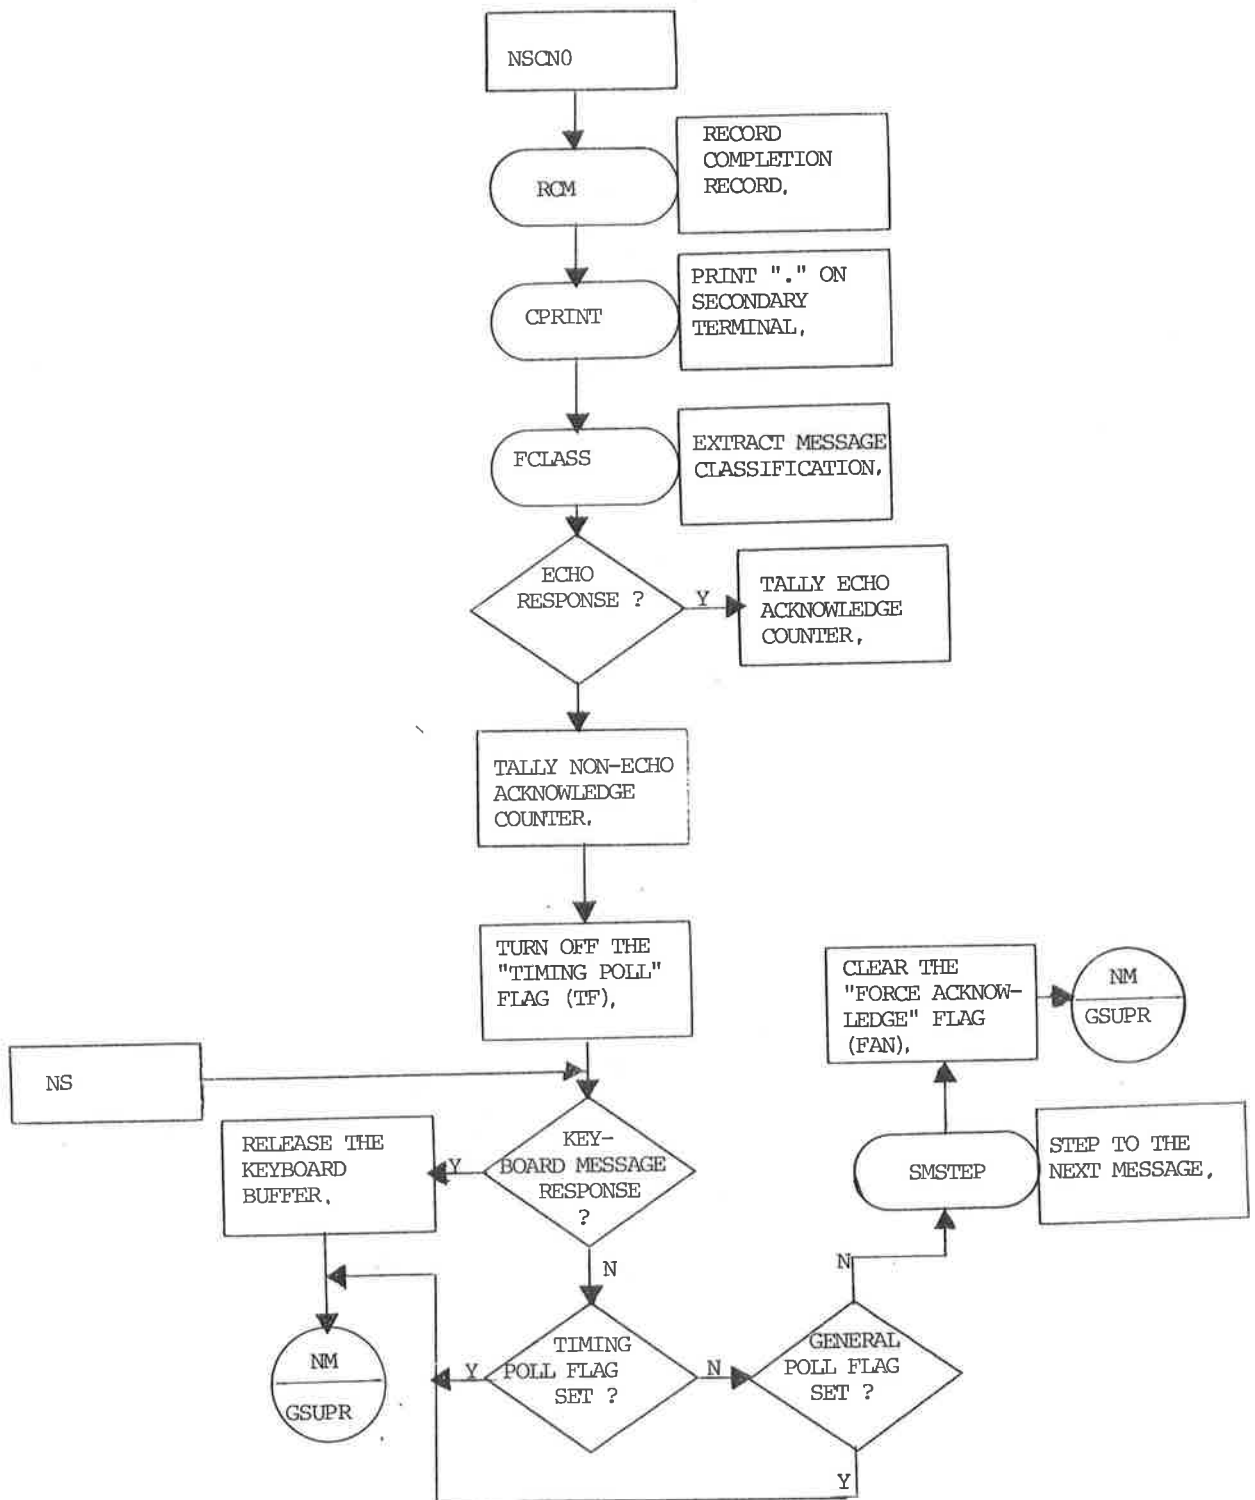 NSCN0
RCM
RECORD
COMPLETION
RECORD,
CPRINT
PRINT "." ON
SECONDARY
TERMINAL,
FCLASS
EXTRACT MESSAGE
CLASSIFICATION,
ECHO
RESPONSE ?
Y
TALLY ECHO
ACKNOWLEDGE
COUNTER,
TALLY NON-ECHO
ACKNOWLEDGE
COUNTER,
TURN OFF THE
"TIMING POLL"
FLAG (TF),
NS
KEY-
BOARD MESSAGE
RESPONSE
?
Y
RELEASE THE
KEYBOARD
BUFFER,
NM
GSUPR
N
TIMING
POLL FLAG
SET ?
Y
N
GENERAL
POLL FLAG
SET ?
Y
N
SMSTEP
STEP TO THE
NEXT MESSAGE,
CLEAR THE
"FORCE ACKNOW-
LEDGE" FLAG
(FAN),
NM
GSUPR